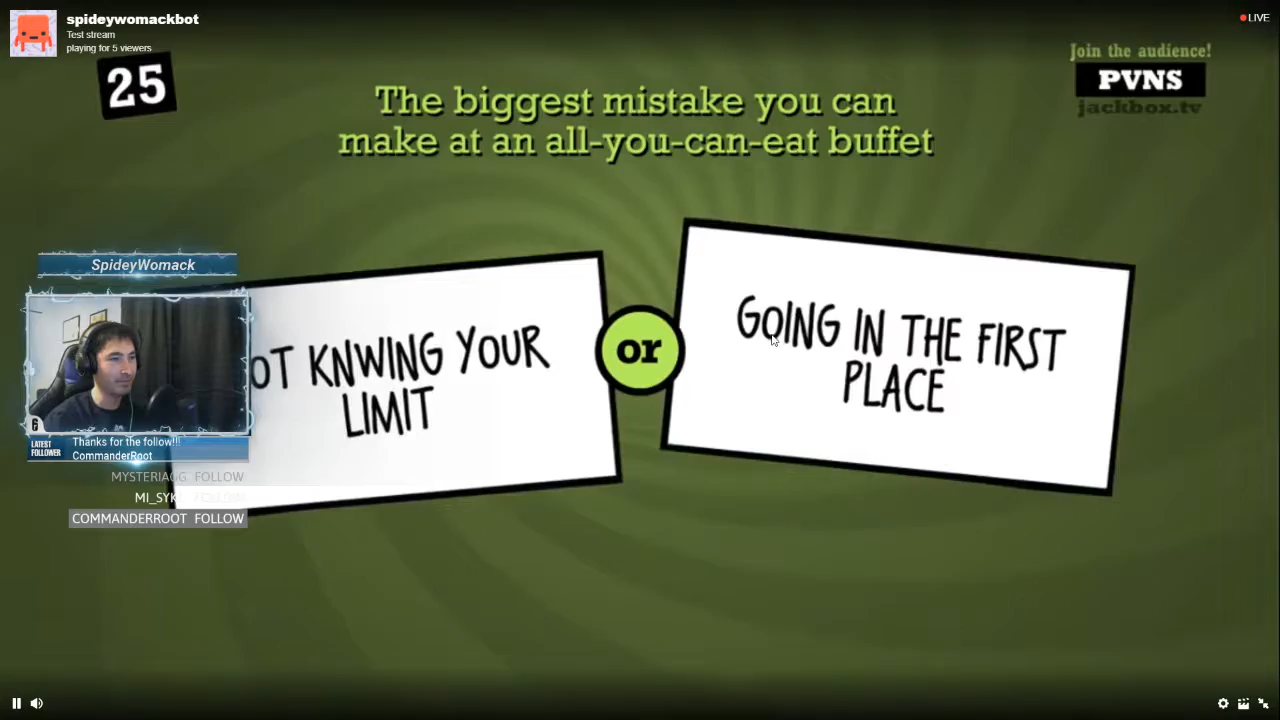 spideywomackbot
Test stream
playing for 5 viewers
LIVE
25
Join the audience!
PVNS
jackbox.tv
The biggest mistake you can
make at an all-you-can-eat buffet
SpideyWomack
OT KNWING YOUR
LIMIT
or
GOING IN THE FIRST
PLACE
LATEST
FOLLOWER
Thanks for the follow!!!
CommanderRoot
MYSTERIAGG FOLLOW
MI_SYK FOLLOW
COMMANDERROOT FOLLOW